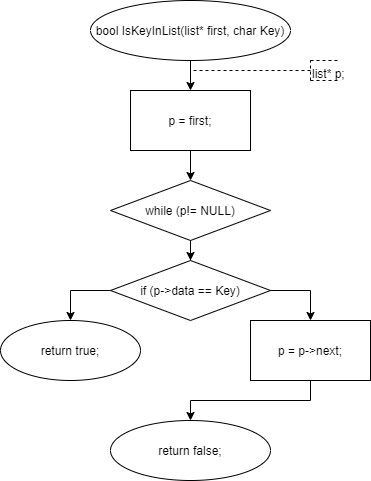 bool IsKeyInList(list* first, char Key)
list* p;
p = first;
while (p!= NULL)
if (p->data == Key)
return true;
p = p->next;
return false;